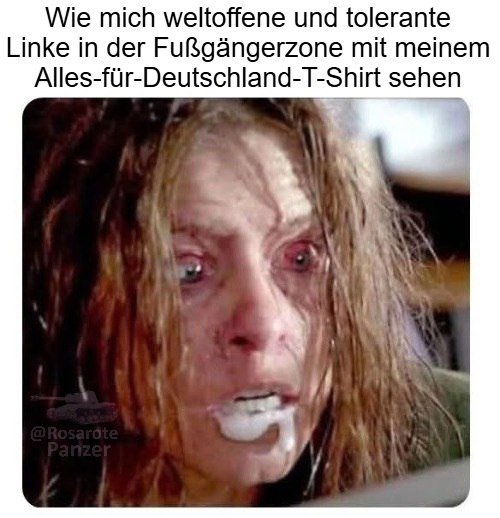 Wie mich weltoffene und tolerante
Linke in der Fußgängerzone mit meinem
Alles-für-Deutschland-T-Shirt sehen
@Rosarote
Panzer